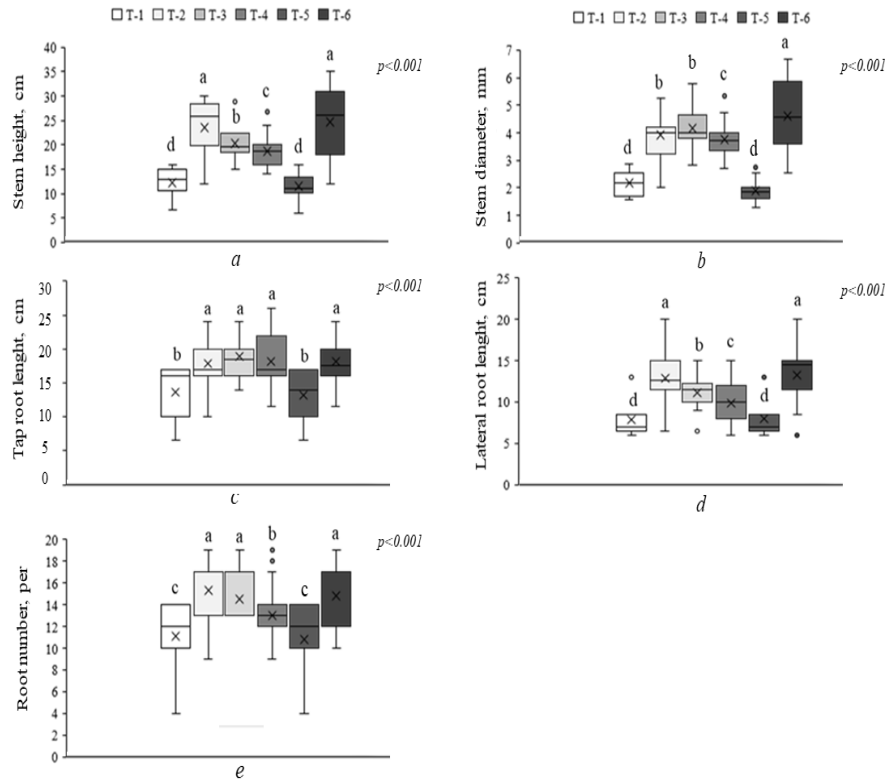 T-1 T-2 T-3 T-4 T-5 T-6
Stem height, cm
40
35
30
25
20
15
10
5
0
d a b c d a
p<0.001
a
T-1 T-2 T-3 T-4 T-5 T-6
Stem diameter, mm
7
6
5
4
3
2
1
0
d b b c d a
p<0.001
b
Tap root lenght, cm
30
25
20
15
10
5
0
b a a a b a
p<0.001
c
Lateral root lenght, cm
25
20
15
10
5
0
d a b c d a
p<0.001
d
Root number, per
20
18
16
14
12
10
8
6
4
2
0
c a a b c a
p<0.001
e